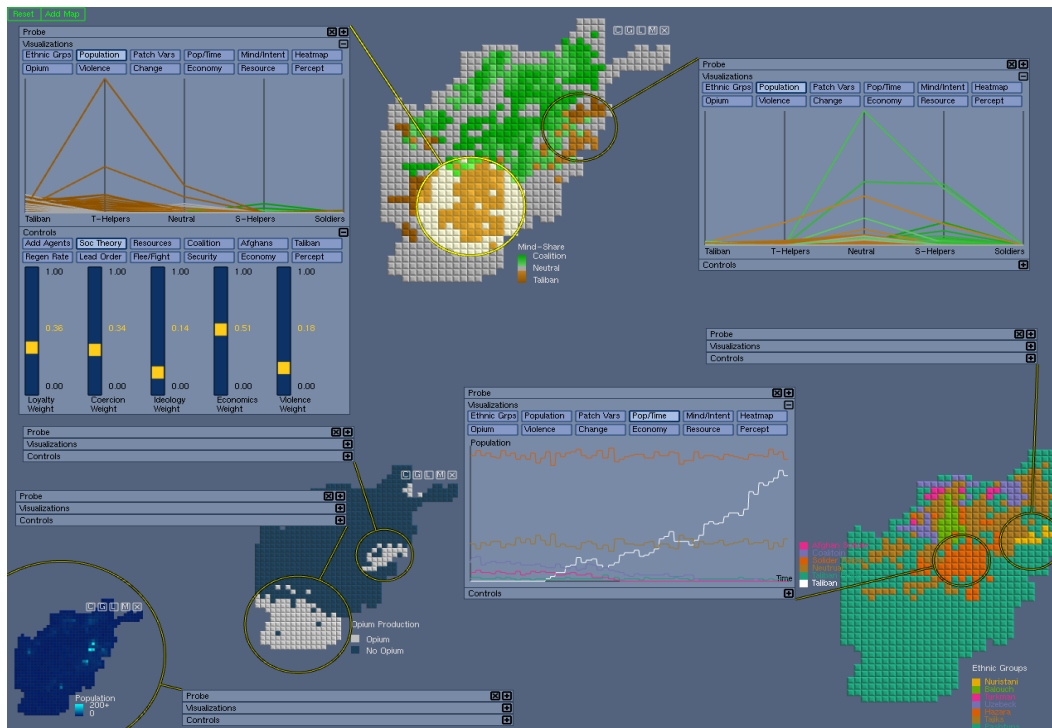 Reset Add Map
Probe
Visualizations
Ethnic Grps Population Patch Vars Pop/Time Mind/Intent Heatmap
Opium Violence Change Economy Resource Percept
Taliban T-Helpers Neutral S-Helpers Soldiers
Controls
Add Agents Soc Theory Resources Coalition Afghans Taliban
Regen Rate Lead Order Flee/Fight Security Economy Percept
1.00 1.00 1.00 1.00 1.00
0.36 0.34 0.14 0.51 0.18
0.00 0.00 0.00 0.00 0.00
Loyalty Coercion Ideology Economics Violence
Weight Weight Weight Weight Weight
C G L M X
Mind-Share
Coalition
Neutral
Taliban
Probe
Visualizations
Ethnic Grps Population Patch Vars Pop/Time Mind/Intent Heatmap
Opium Violence Change Economy Resource Percept
Taliban T-Helpers Neutral S-Helpers Soldiers
Controls
Probe
Visualizations
Controls
Probe
Visualizations
Controls
Probe
Visualizations
Controls
C G L M X
Opium Production
Opium
No Opium
Probe
Visualizations
Ethnic Grps Population Patch Vars Pop/Time Mind/Intent Heatmap
Opium Violence Change Economy Resource Percept
Population
Time
Controls
Coalition
Neutral
Taliban
C G L M X
Population
200+
0
Probe
Visualizations
Controls
Ethnic Groups
Nuristani
Balouch
Uzbeck
Hazara
Tajik